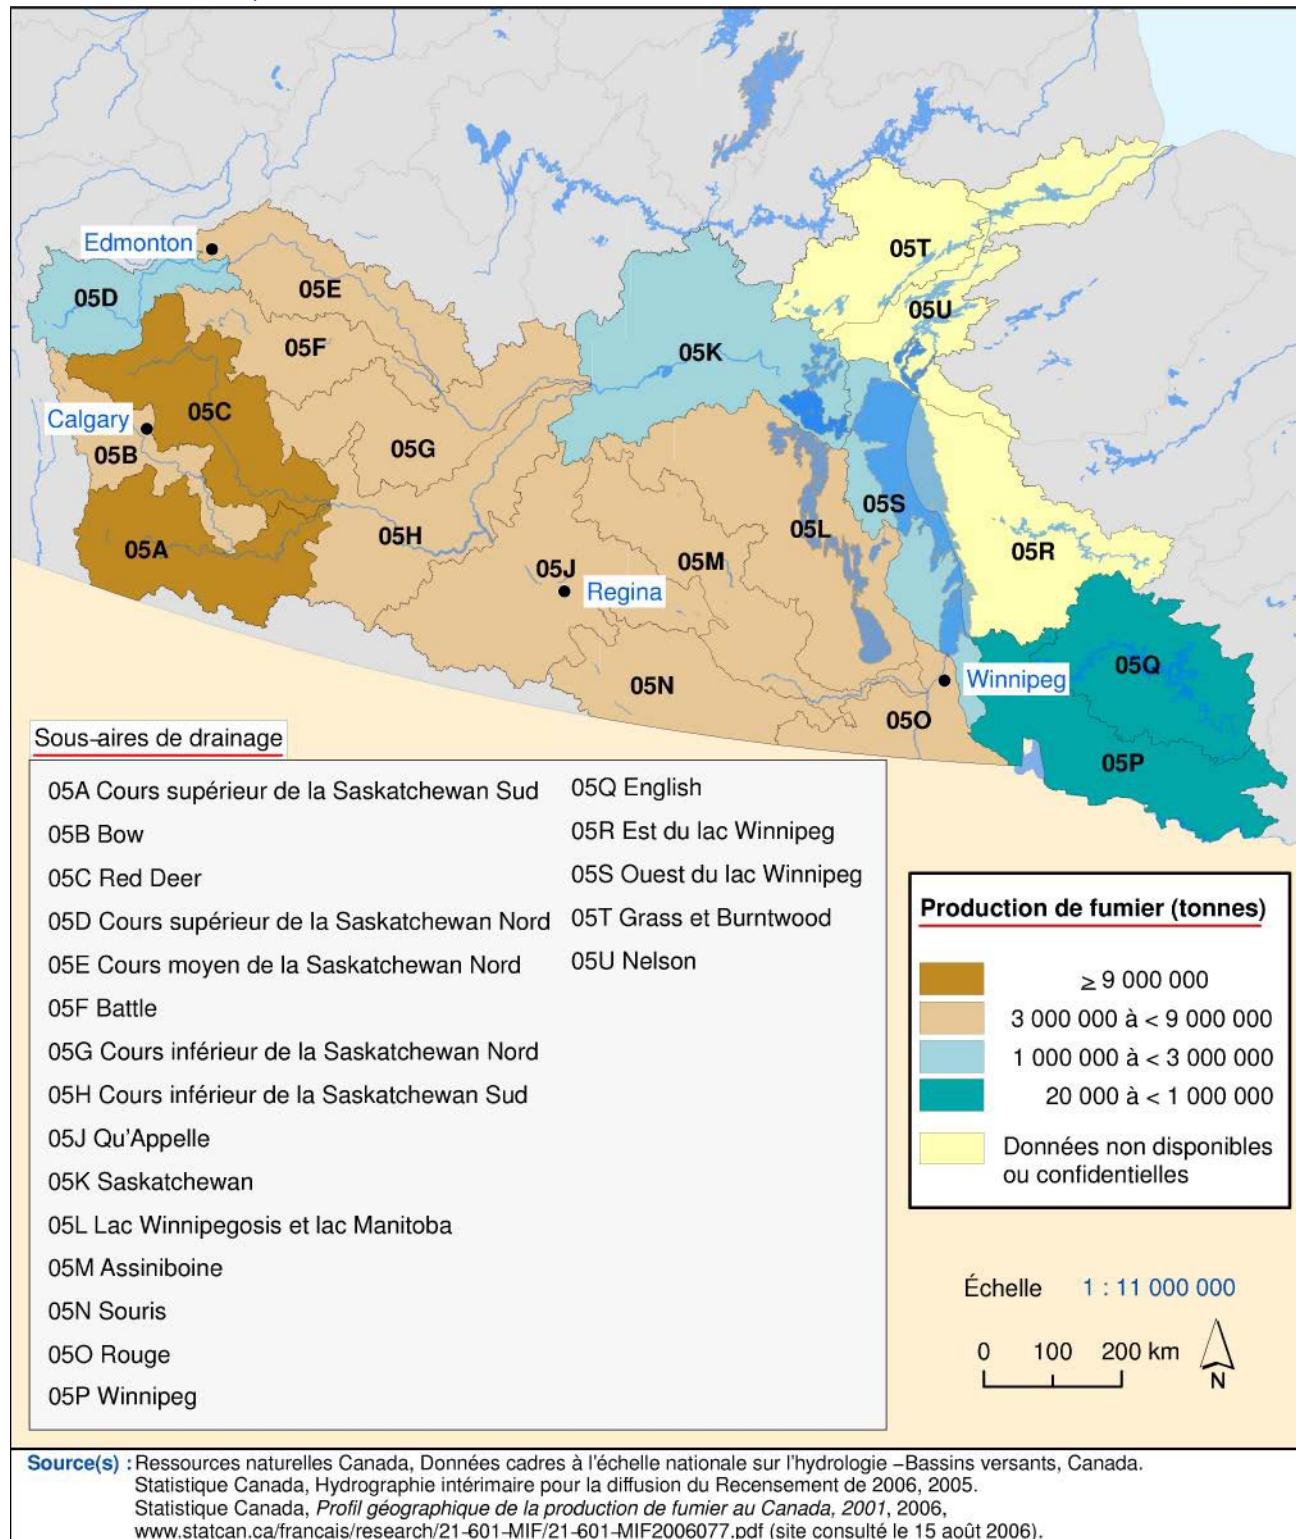 Edmonton
05D
05E
05F
05C
Calgary
05B
05G
05A
05H
05K
05T
05U
05S
05L
05M
05J
Regina
05R
05N
05O
Winnipeg
05Q
05P
Sous-aires de drainage
05A Cours supérieur de la Saskatchewan Sud
05B Bow
05C Red Deer
05D Cours supérieur de la Saskatchewan Nord
05E Cours moyen de la Saskatchewan Nord
05F Battle
05G Cours inférieur de la Saskatchewan Nord
05H Cours inférieur de la Saskatchewan Sud
05J Qu'Appelle
05K Saskatchewan
05L Lac Winnipegosis et lac Manitoba
05M Assiniboine
05N Souris
05O Rouge
05P Winnipeg
05Q English
05R Est du lac Winnipeg
05S Ouest du lac Winnipeg
05T Grass et Burntwood
05U Nelson
Production de fumier (tonnes)
≥ 9 000 000
3 000 000 à < 9 000 000
1 000 000 à < 3 000 000
20 000 à < 1 000 000
Données non disponibles
ou confidentielles
Échelle 1 : 11 000 000
0 100 200 km
N
Source(s) : Ressources naturelles Canada, Données cadres à l'échelle nationale sur l'hydrologie –Bassins versants, Canada.
Statistique Canada, Hydrographie intérimaire pour la diffusion du Recensement de 2006, 2005.
Statistique Canada, Profil géographique de la production de fumier au Canada, 2001, 2006,
www.statcan.ca/francais/research/21-601-MIF/21-601-MIF2006077.pdf (site consulté le 15 août 2006).